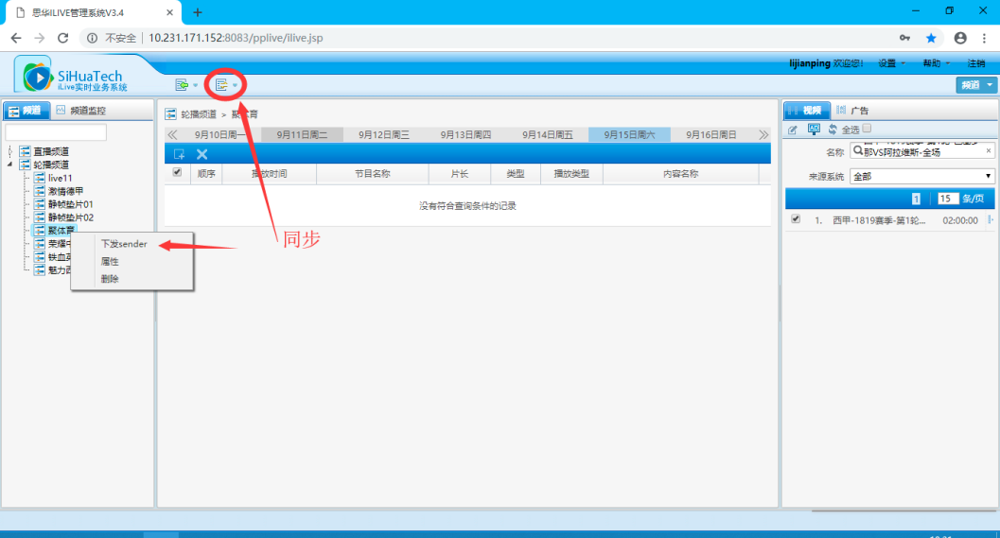 思华ILIVE管理系统V3.4
不安全 | 10.231.171.152:8083/pplive/ilive.jsp
lijianping 欢迎您! 设置 帮助 注销
SiHuaTech
iLive实时业务系统
频道
频道 频道监控
轮播频道 > 聚体育
视频 广告
9月10日周一 9月11日周二 9月12日周三 9月13日周四 9月14日周五 9月15日周六 9月16日周日
全选
直播频道
轮播频道
live11
激情德甲
静帧垫片01
静帧垫片02
聚体育
荣耀中
铁血英
魅力西
下发sender
属性
删除
顺序 播放时间 节目名称 片长 类型 播放类型 内容名称
没有符合查询条件的记录
同步
名称 那VS阿拉维斯-全场
来源系统 全部
1 15 条/页
1. 西甲-1819赛季-第1轮... 02:00:00